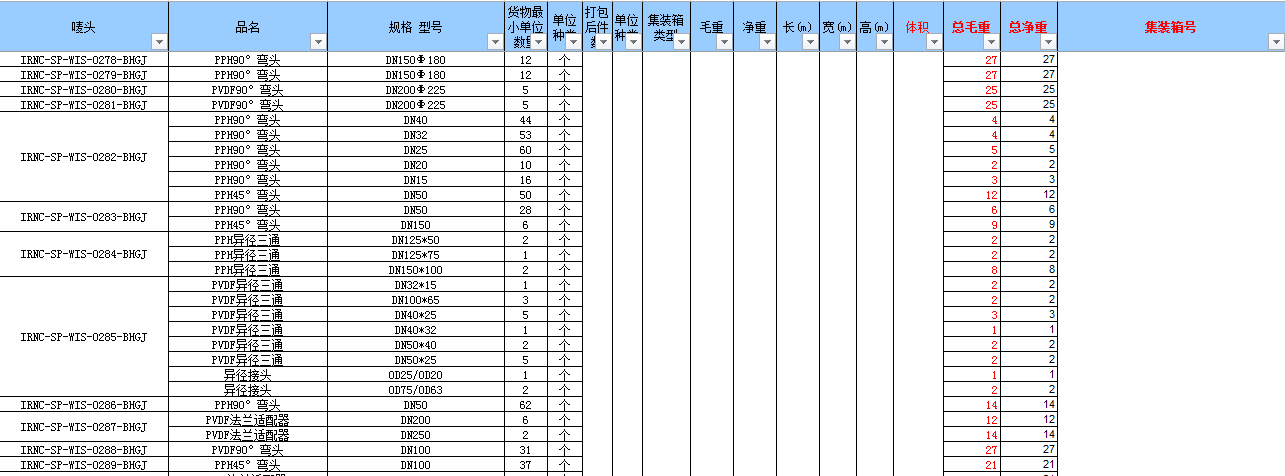 唛头 品名 规格 型号 货物最小单位数量 单位种类 打包后件数 单位种类 集装箱类型 毛重 净重 长(m) 宽(m) 高(m) 体积 总毛重 总净重 集装箱号
IRNC-SP-WIS-0278-BHGJ PPH90°弯头 DN150Φ180 12 个 27 27
IRNC-SP-WIS-0279-BHGJ PPH90°弯头 DN150Φ180 12 个 27 27
IRNC-SP-WIS-0280-BHGJ PVDF90°弯头 DN200Φ225 5 个 25 25
IRNC-SP-WIS-0281-BHGJ PVDF90°弯头 DN200Φ225 5 个 25 25
IRNC-SP-WIS-0282-BHGJ PPH90°弯头 DN40 44 个 4 4
PPH90°弯头 DN32 53 个 4 4
PPH90°弯头 DN25 60 个 5 5
PPH90°弯头 DN20 10 个 2 2
PPH90°弯头 DN15 16 个 3 3
PPH45°弯头 DN50 50 个 12 12
IRNC-SP-WIS-0283-BHGJ PPH90°弯头 DN50 28 个 6 6
PPH45°弯头 DN150 6 个 9 9
IRNC-SP-WIS-0284-BHGJ PPH异径三通 DN125*50 2 个 2 2
PPH异径三通 DN125*75 1 个 2 2
PPH异径三通 DN150*100 2 个 8 8
IRNC-SP-WIS-0285-BHGJ PVDF异径三通 DN32*15 1 个 2 2
PVDF异径三通 DN100*65 3 个 2 2
PVDF异径三通 DN40*25 5 个 3 3
PVDF异径三通 DN40*32 1 个 1 1
PVDF异径三通 DN50*40 2 个 2 2
PVDF异径三通 DN50*25 5 个 2 2
异径接头 OD25/OD20 1 个 1 1
异径接头 OD75/OD63 2 个 2 2
IRNC-SP-WIS-0286-BHGJ PPH90°弯头 DN50 62 个 14 14
IRNC-SP-WIS-0287-BHGJ PVDF法兰适配器 DN200 6 个 12 12
PVDF法兰适配器 DN250 2 个 14 14
IRNC-SP-WIS-0288-BHGJ PVDF90°弯头 DN100 31 个 27 27
IRNC-SP-WIS-0289-BHGJ PPH45°弯头 DN100 37 个 21 21